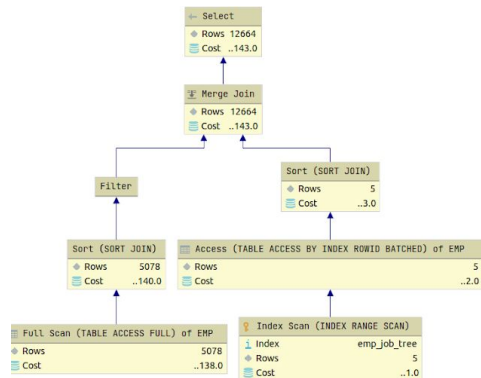 Select
Rows 12664
Cost ..143.0
Merge Join
Rows 12664
Cost ..143.0
Filter
Sort (SORT JOIN)
Rows 5
Cost ..3.0
Sort (SORT JOIN)
Rows 5078
Cost ..140.0
Access (TABLE ACCESS BY INDEX ROWID BATCHED) of EMP
Rows 5
Cost ..2.0
Full Scan (TABLE ACCESS FULL) of EMP
Rows 5078
Cost ..138.0
Index Scan (INDEX RANGE SCAN)
Index emp_job_tree
Rows 5
Cost ..1.0